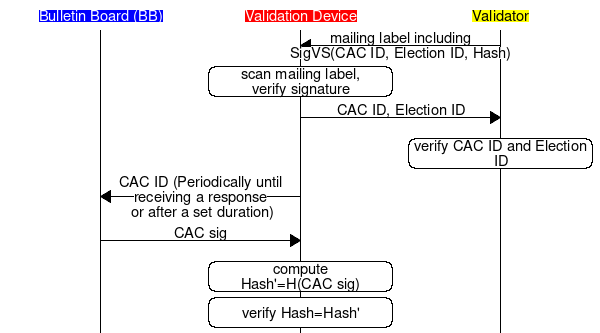 Bulletin Board (BB)
Validation Device
Validator
mailing label including
SigVS(CAC ID, Election ID, Hash)
scan mailing label,
verify signature
CAC ID, Election ID
verify CAC ID and Election
ID
CAC ID (Periodically until
receiving a response
or after a set duration)
CAC sig
compute
Hash'=H(CAC sig)
verify Hash=Hash'